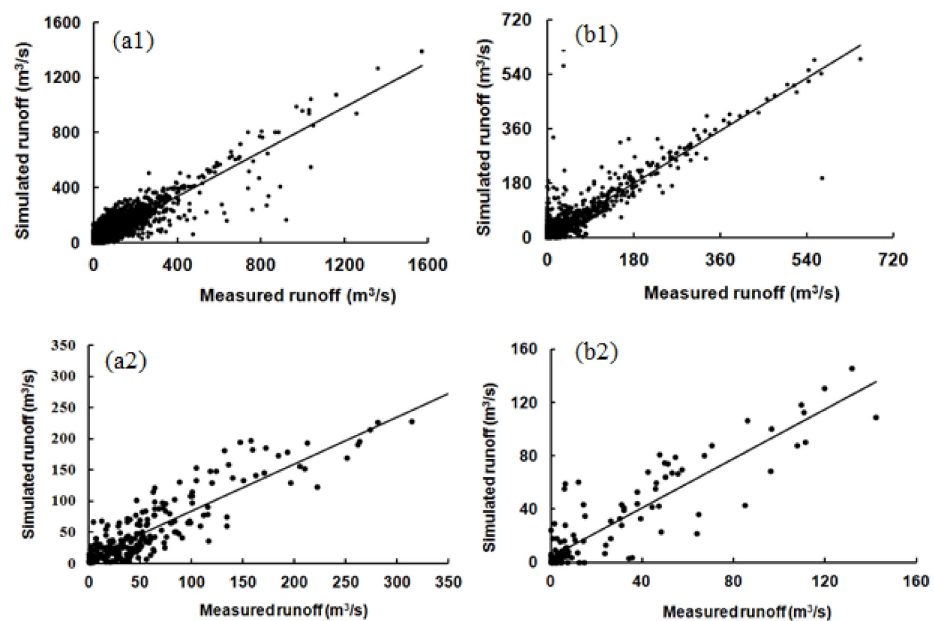 (a1)
Simulated runoff (m³/s)
1600
1200
800
400
0
0 400 800 1200 1600
Measured runoff (m³/s)
(b1)
Simulated runoff (m³/s)
720
540
360
180
0
0 180 360 540 720
Measured runoff (m³/s)
(a2)
Simulated runoff (m³/s)
350
300
250
200
150
100
50
0
0 50 100 150 200 250 300 350
Measured runoff (m³/s)
(b2)
Simulated runoff (m³/s)
160
120
80
40
0
0 40 80 120 160
Measured runoff (m³/s)